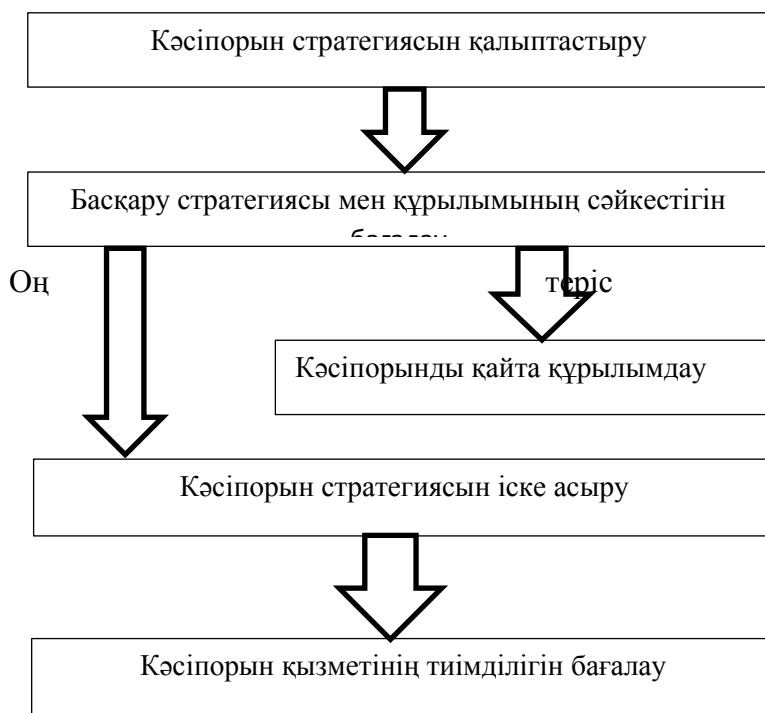 Кәсіпорын стратегиясын қалыптастыру
Басқару стратегиясы мен құрылымының сәйкестігін
Оң
теріс
Кәсіпорынды қайта құрылымдау
Кәсіпорын стратегиясын іске асыру
Кәсіпорын қызметінің тиімділігін бағалау